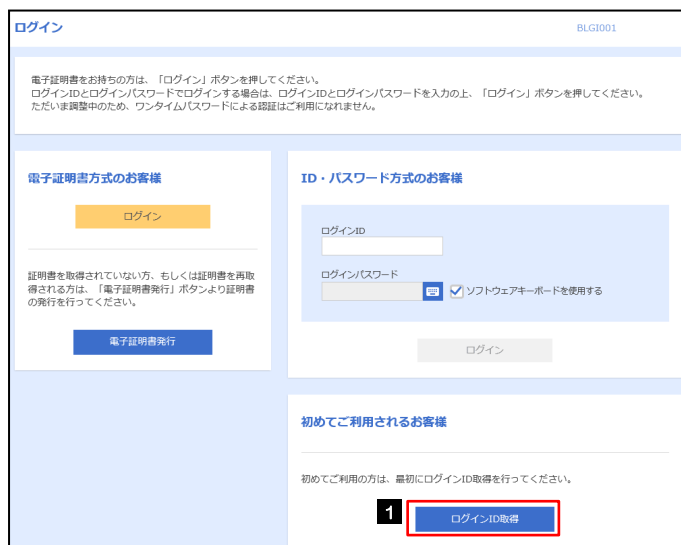 ログイン
BLGI001
電子証明書をお持ちの方は、「ログイン」ボタンを押してください。
ログインIDとログインパスワードでログインする場合は、ログインIDとログインパスワードを入力の上、「ログイン」ボタンを押してください。
ただいま調整中のため、ワンタイムパスワードによる認証はご利用になれません。
電子証明書方式のお客様
ログイン
証明書を取得されていない方、もしくは証明書を再取
得される方は、「電子証明書発行」ボタンより証明書
の発行を行ってください。
電子証明書発行
ID・パスワード方式のお客様
ログインID
ログインパスワード
ソフトウェアキーボードを使用する
ログイン
初めてご利用されるお客様
初めてご利用の方は、最初にログインID取得を行ってください。
1
ログインID取得